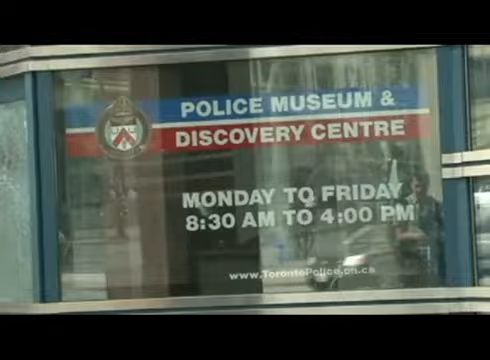 POLICE MUSEUM &
DISCOVERY CENTRE
MONDAY TO FRIDAY
8:30 AM TO 4:00 PM
www.TorontoPolice.on.ca